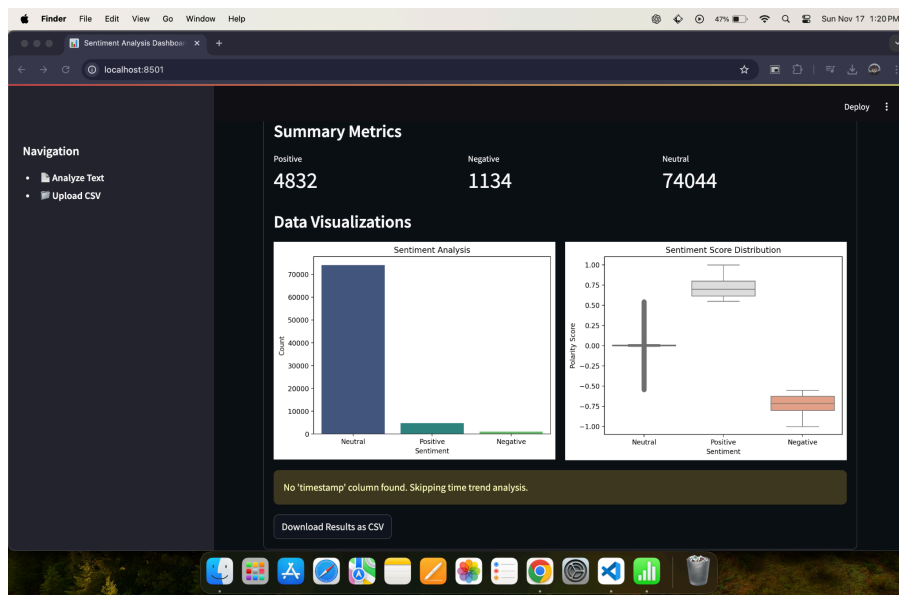 Finder File Edit View Go Window Help 47% Sun Nov 17 1:20 PM
Sentiment Analysis Dashboar
localhost:8501
Deploy
Navigation
Analyze Text
Upload CSV
Summary Metrics
Positive Negative Neutral
4832 1134 74044
Data Visualizations
Sentiment Analysis
70000
60000
50000
40000
30000
20000
10000
0
Count
Neutral Positive Negative
Sentiment
Sentiment Score Distribution
1.00
0.75
0.50
0.25
0.00
−0.25
−0.50
−0.75
−1.00
Polarity Score
Neutral Positive Negative
Sentiment
No 'timestamp' column found. Skipping time trend analysis.
Download Results as CSV